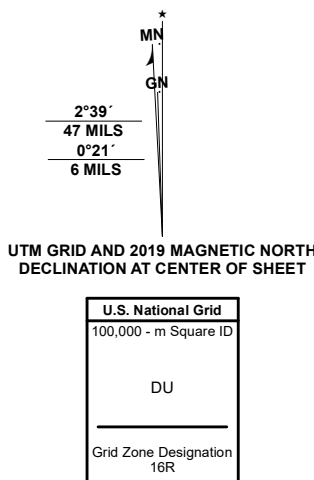 ★
MN
GN
2°39´
47 MILS
0°21´
6 MILS
UTM GRID AND 2019 MAGNETIC NORTH
DECLINATION AT CENTER OF SHEET
U.S. National Grid
100,000 - m Square ID
DU
Grid Zone Designation
16R